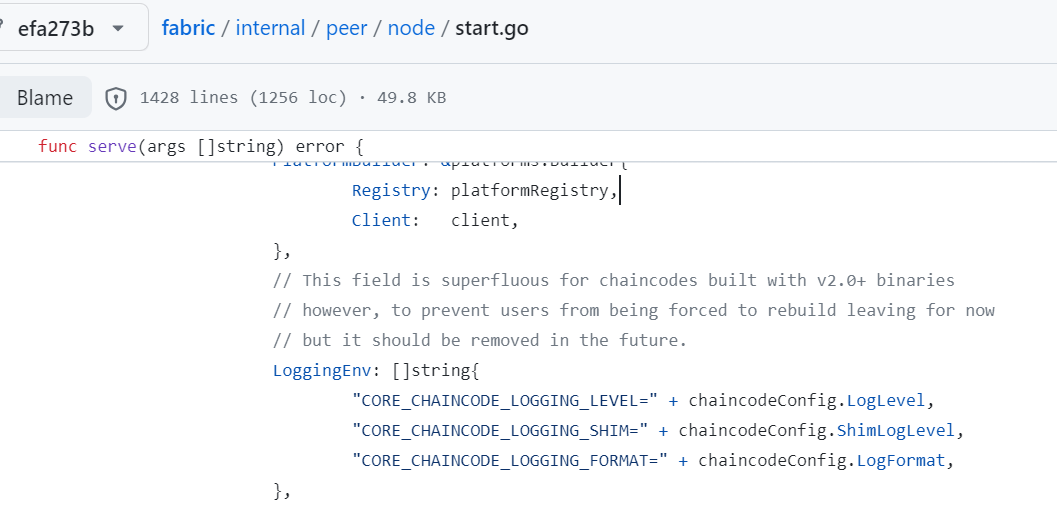 efa273b fabric / internal / peer / node / start.go
Blame 1428 lines (1256 loc) · 49.8 KB
func serve(args []string) error {
PlatformBuilder: &platforms.Builder{
Registry: platformRegistry,
Client: client,
},
// This field is superfluous for chaincodes built with v2.0+ binaries
// however, to prevent users from being forced to rebuild leaving for now
// but it should be removed in the future.
LoggingEnv: []string{
"CORE_CHAINCODE_LOGGING_LEVEL=" + chaincodeConfig.LogLevel,
"CORE_CHAINCODE_LOGGING_SHIM=" + chaincodeConfig.ShimLogLevel,
"CORE_CHAINCODE_LOGGING_FORMAT=" + chaincodeConfig.LogFormat,
},